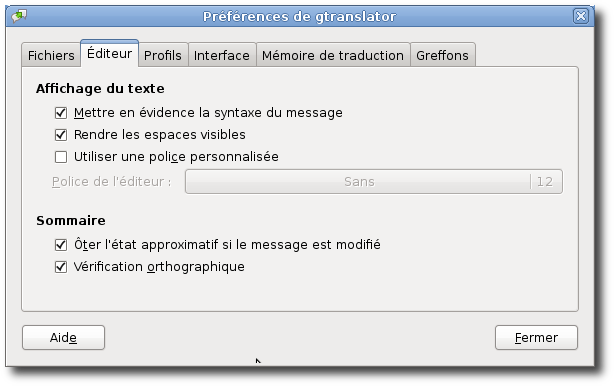 Préférences de gtranslator
Fichiers Éditeur Profils Interface Mémoire de traduction Greffons
Affichage du texte
Mettre en évidence la syntaxe du message
Rendre les espaces visibles
Utiliser une police personnalisée
Police de l'éditeur : Sans 12
Sommaire
Ôter l'état approximatif si le message est modifié
Vérification orthographique
Aide Fermer